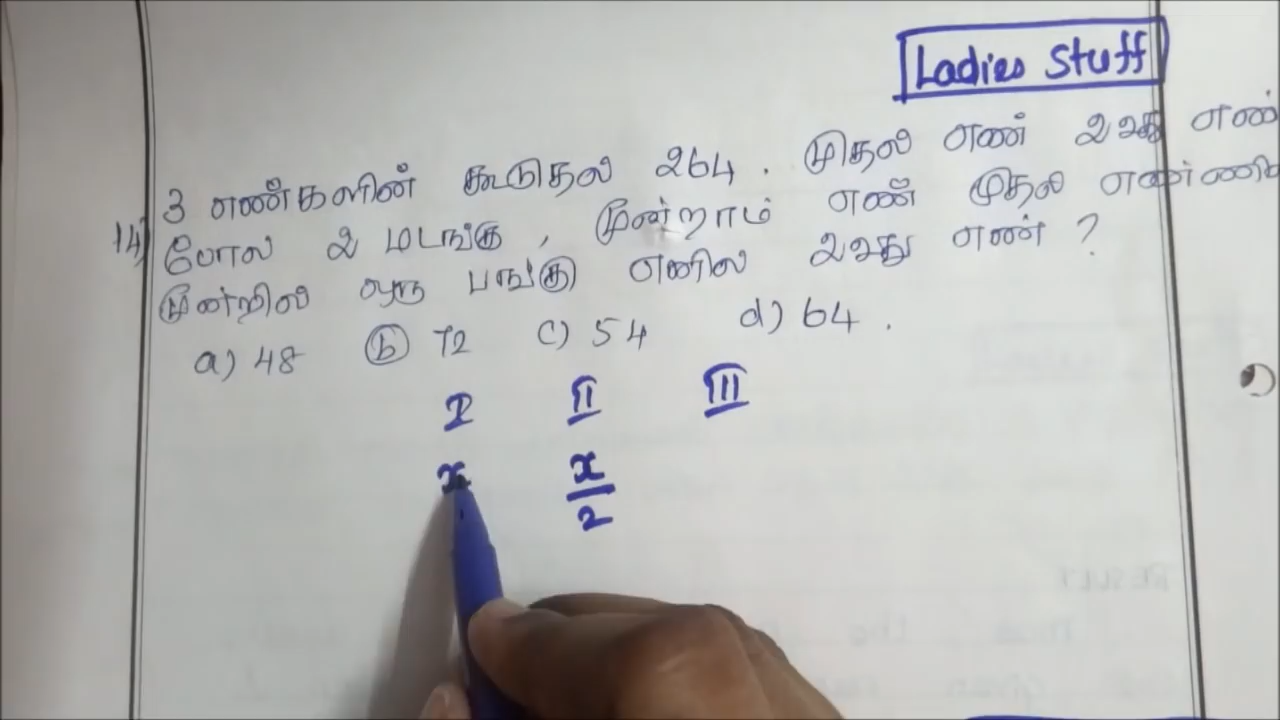 Ladies Stuff
3 எண்களின் கூடுதல் 264. முதல் எண் 2வது எண்
14) போல 2 மடங்கு, மூன்றாம் எண் முதல் எண்ணி
மூன்றில் ஒரு பங்கு எனில் 2வது எண் ?
a) 48 b) 72 c) 54 d) 64.
I II III
x x/2
RESULT